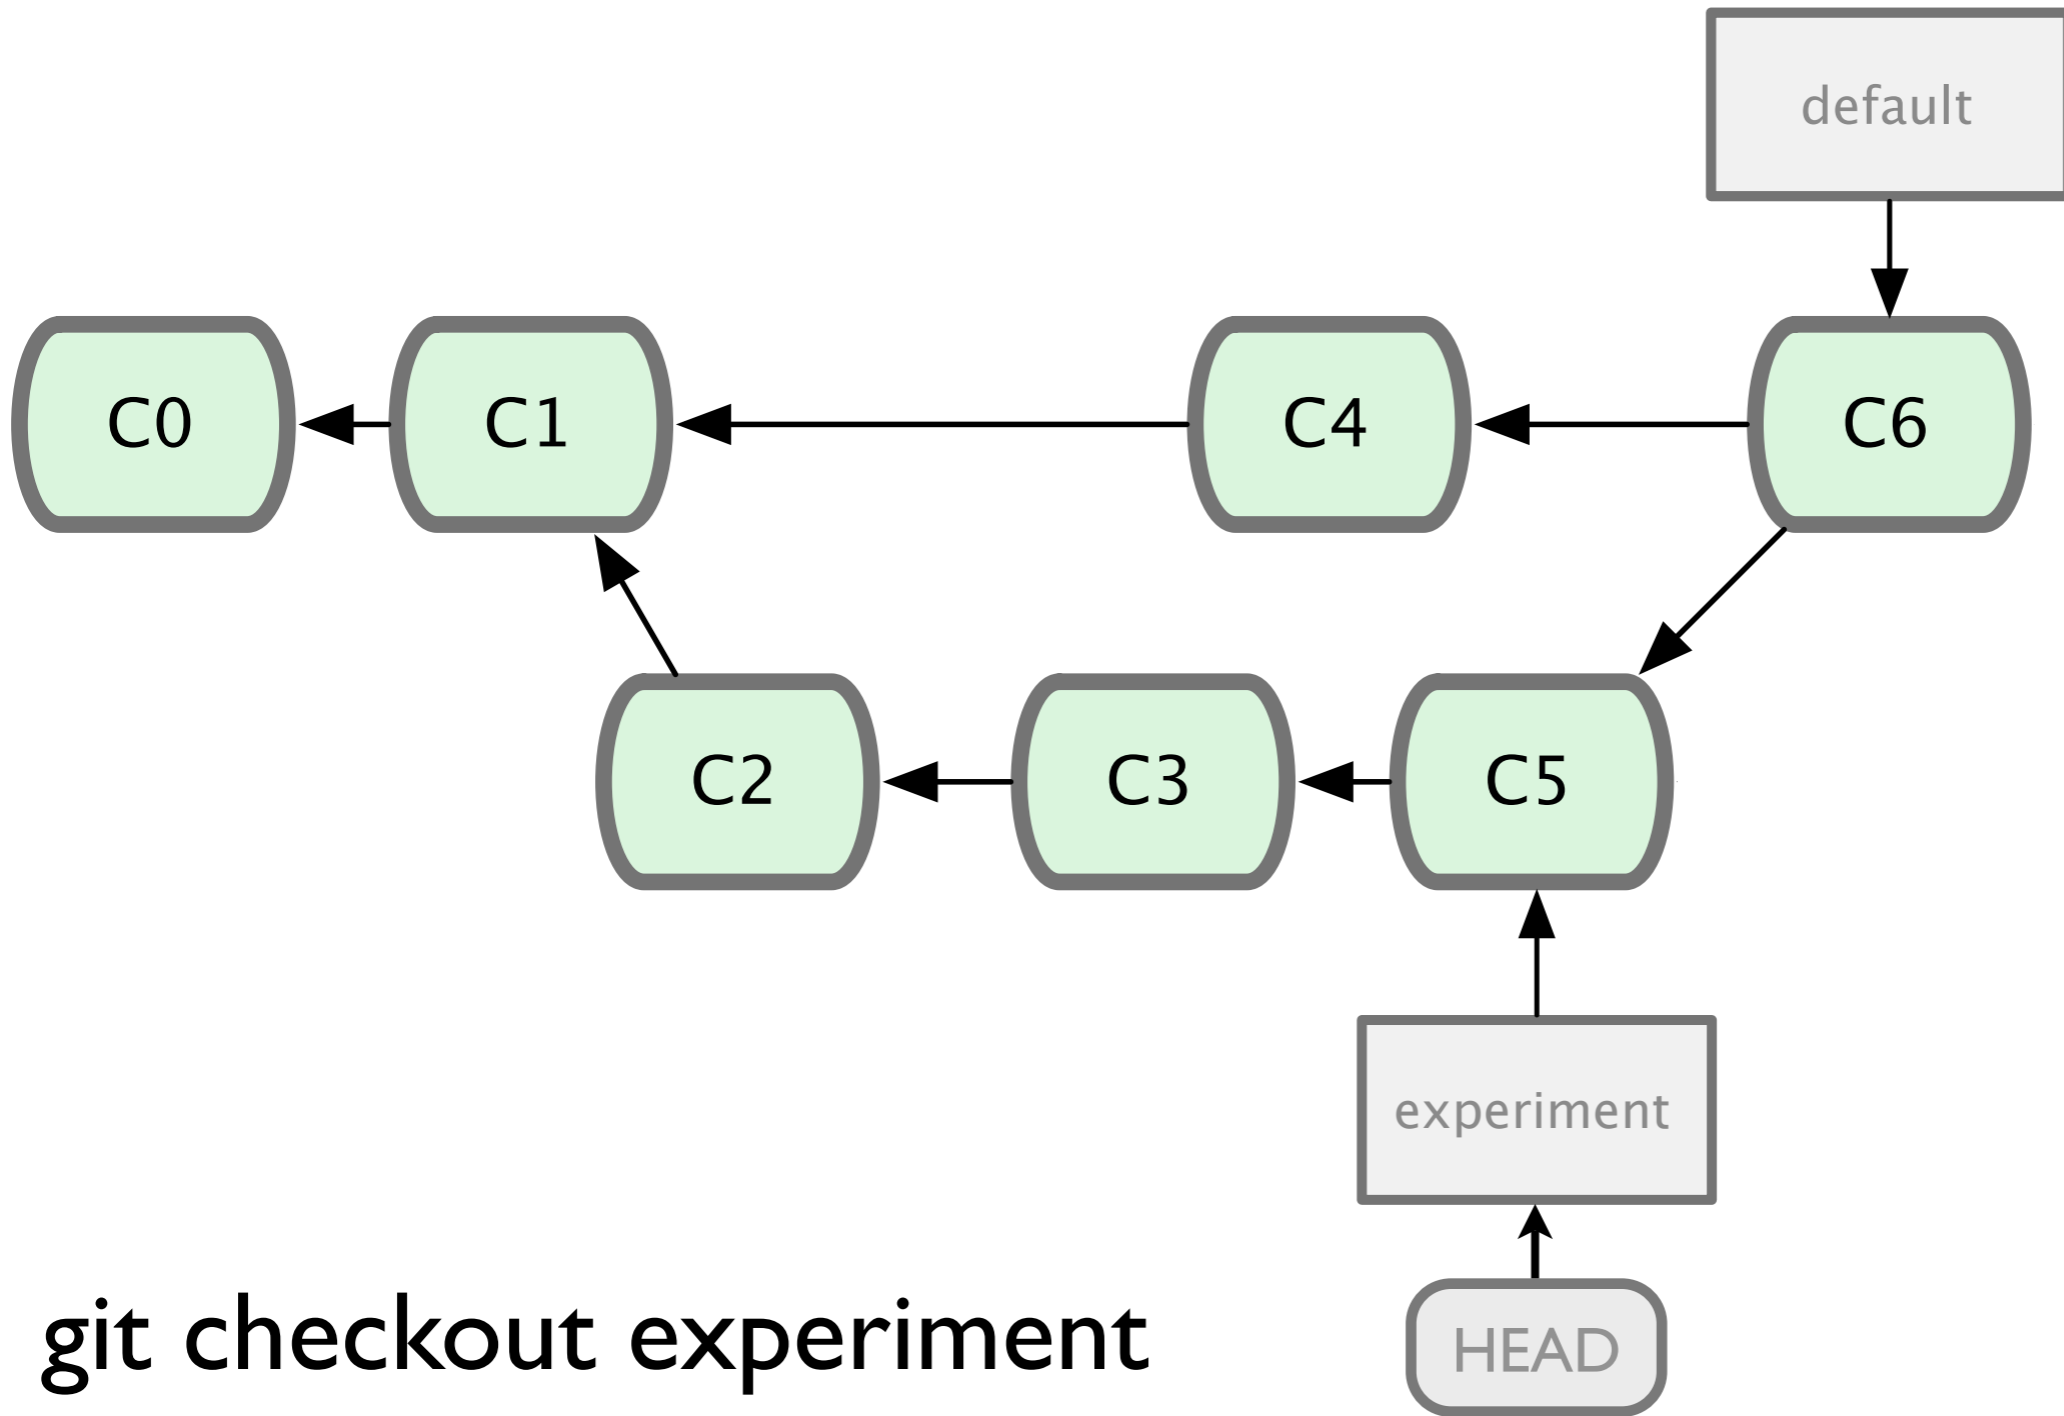 default
C0
C1
C4
C6
C2
C3
C5
experiment
git checkout experiment
HEAD